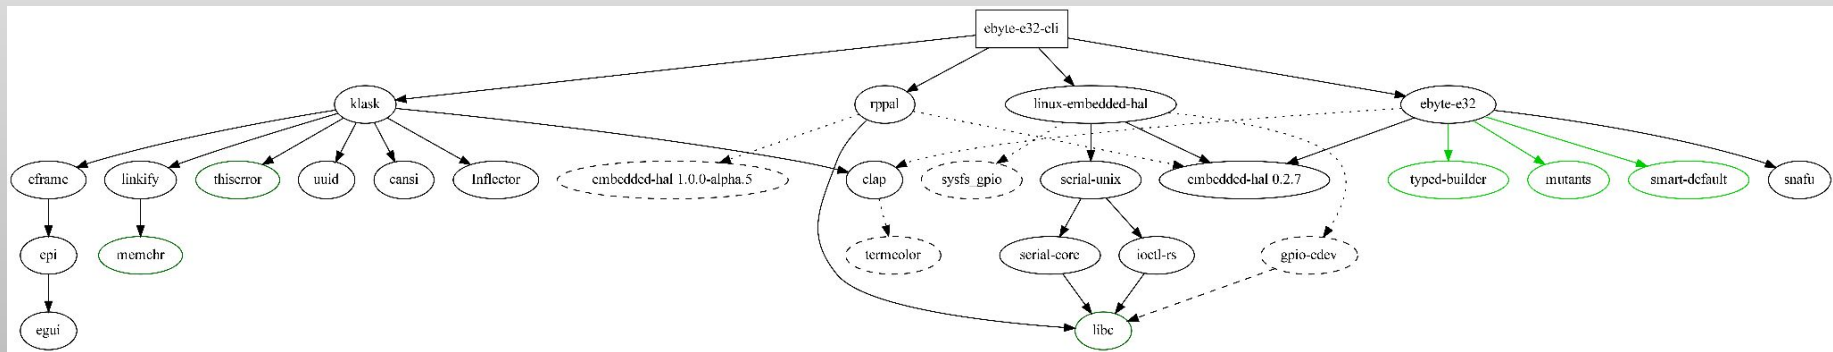 ebyte-e32-cli
klask
rppal
linux-embedded-hal
ebyte-e32
eframe
linkify
thiserror
uuid
cansi
Inflector
embedded-hal 1.0.0-alpha.5
clap
sysfs_gpio
serial-unix
embedded-hal 0.2.7
typed-builder
mutants
smart-default
snafu
epi
memchr
termcolor
serial-core
ioctl-rs
gpio-cdev
egui
libc